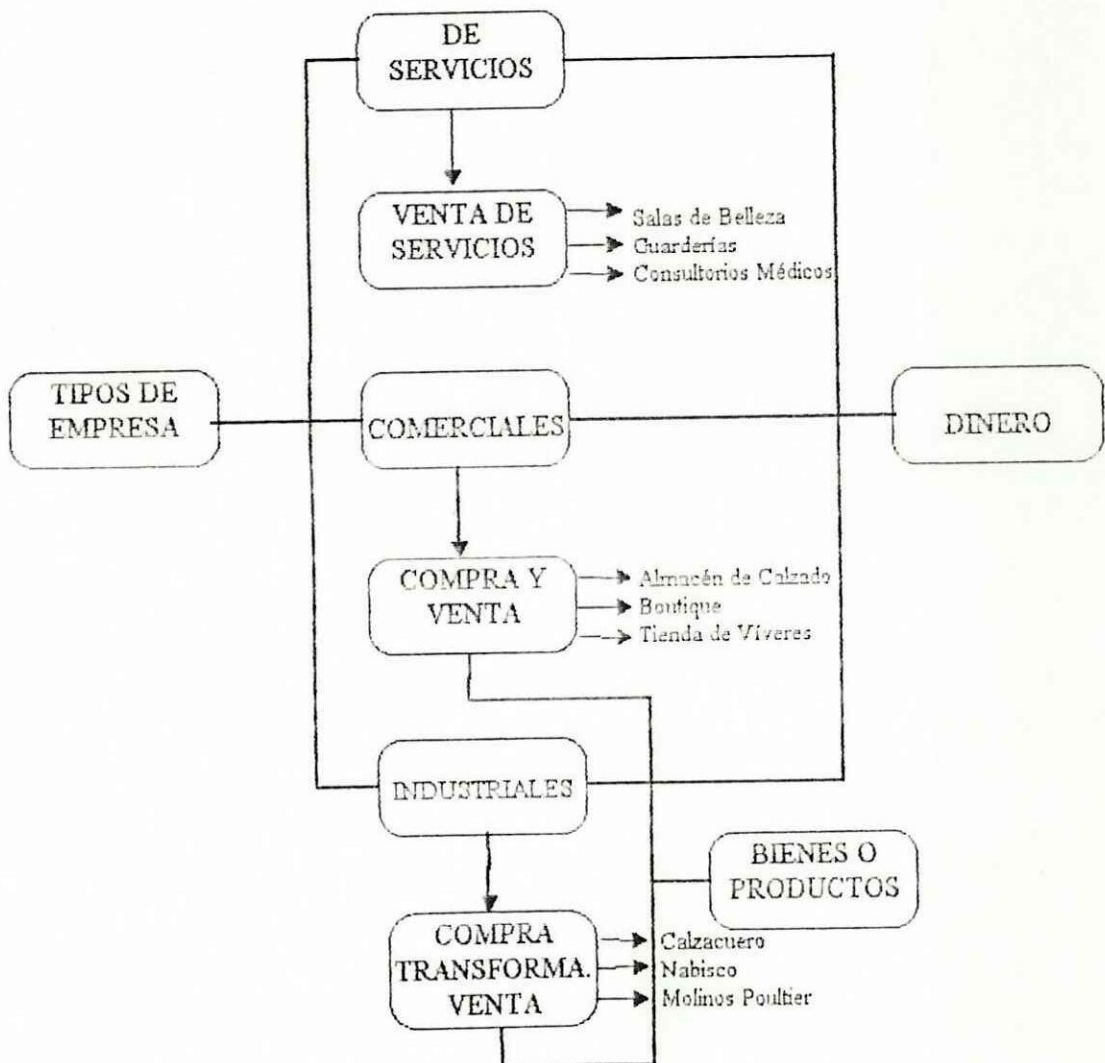 DE
SERVICIOS
VENTA DE
SERVICIOS
Salas de Belleza
Guarderías
Consultorios Médicos
TIPOS DE
EMPRESA
COMERCIALES
DINERO
COMPRA Y
VENTA
Almacén de Calzado
Boutique
Tienda de Víveres
INDUSTRIALES
BIENES O
PRODUCTOS
COMPRA
TRANSFORMA.
VENTA
Calzacuero
Nabisco
Molinos Poultier